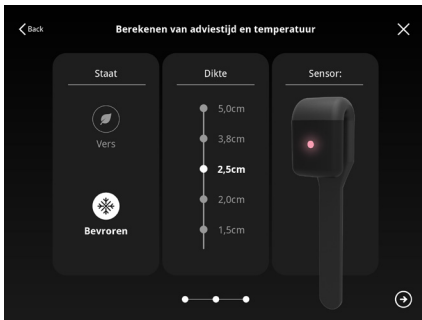 Back
Berekenen van adviestijd en temperatuur
Staat
Vers
Bevroren
Dikte
5,0cm
3,8cm
2,5cm
2,0cm
1,5cm
Sensor: